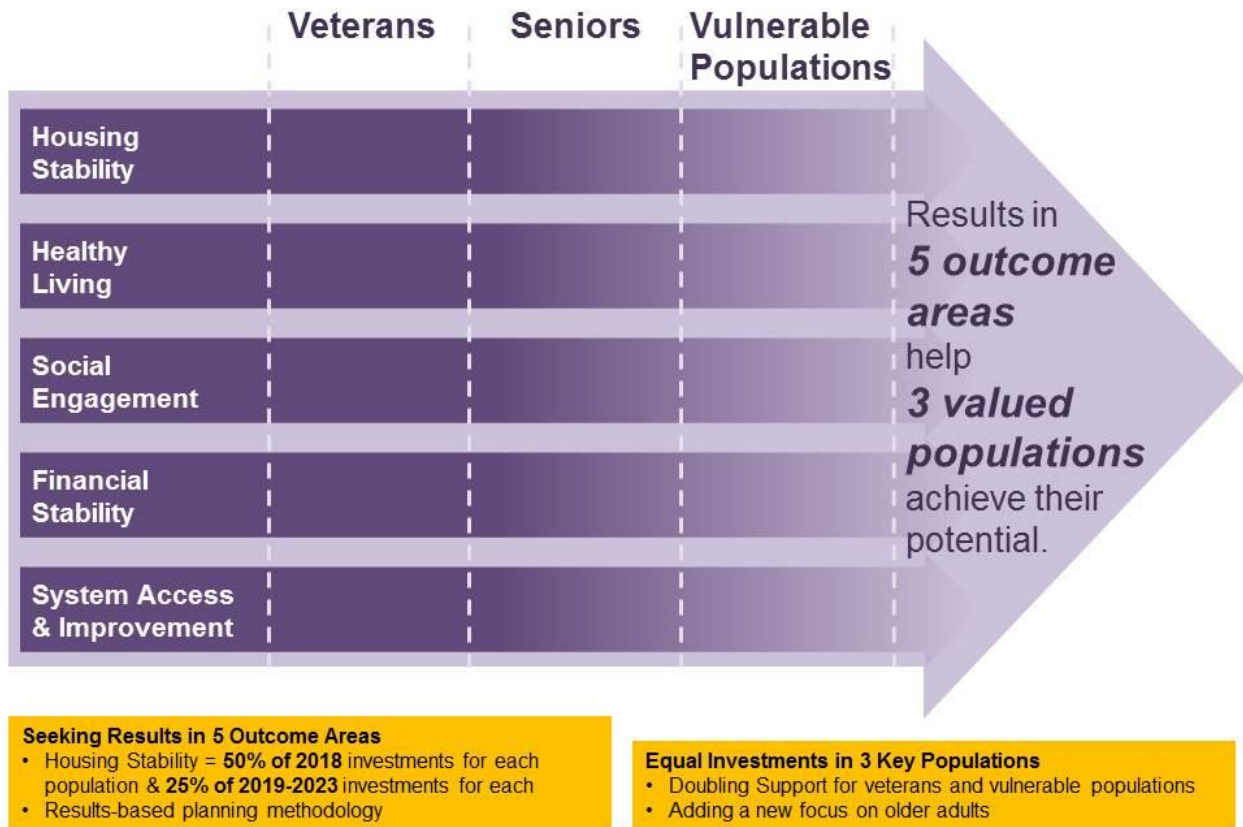 Veterans
Seniors
Vulnerable
Populations
Housing
Stability
Healthy
Living
Social
Engagement
Financial
Stability
System Access
& Improvement
Results in
5 outcome
areas
help
3 valued
populations
achieve their
potential.
Seeking Results in 5 Outcome Areas
• Housing Stability = 50% of 2018 investments for each
population & 25% of 2019-2023 investments for each
• Results-based planning methodology
Equal Investments in 3 Key Populations
• Doubling Support for veterans and vulnerable populations
• Adding a new focus on older adults